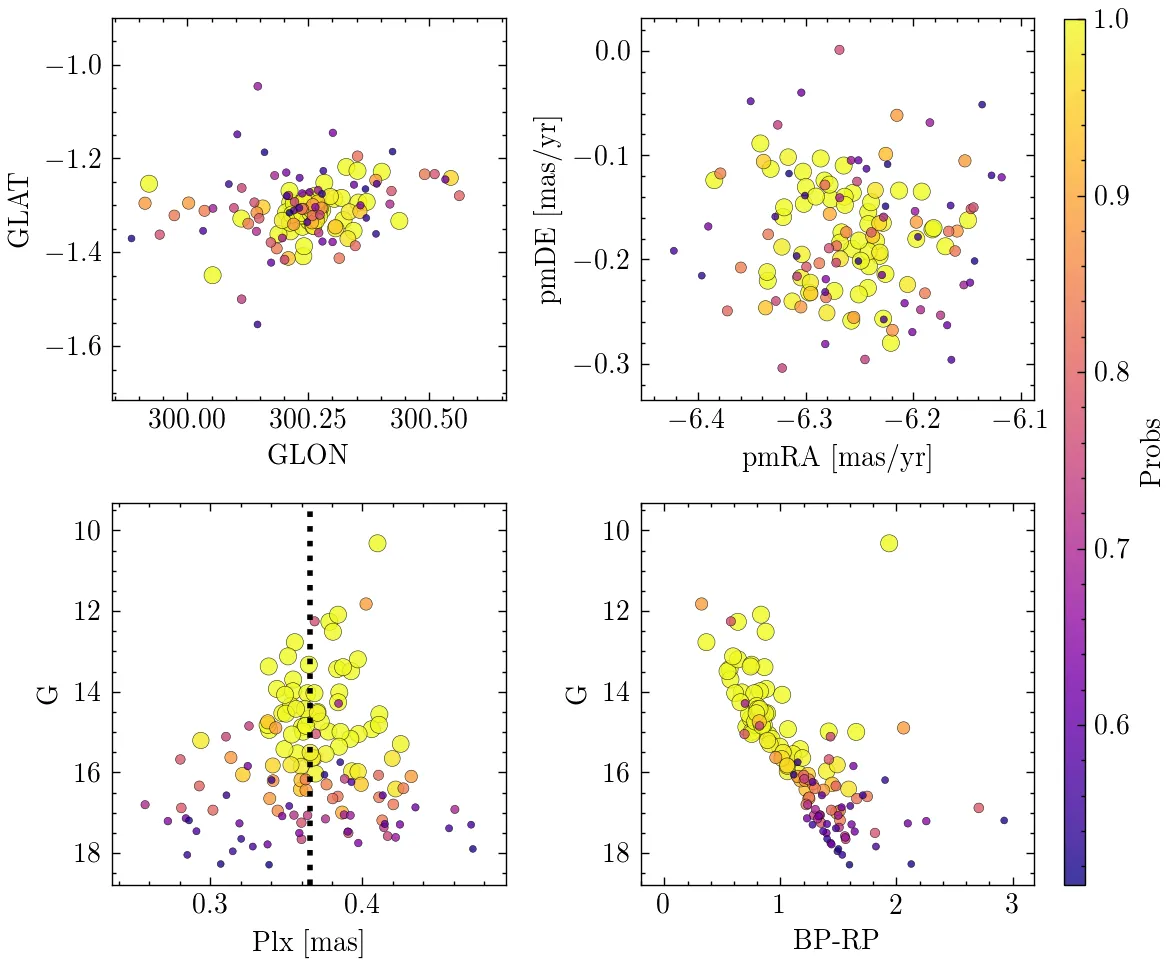 −1.0
−1.2
−1.4
−1.6
GLAT
300.00 300.25 300.50
GLON
0.0
−0.1
−0.2
−0.3
pmDE [mas/yr]
−6.4 −6.3 −6.2 −6.1
pmRA [mas/yr]
10
12
14
16
18
G
0.3 0.4
Plx [mas]
10
12
14
16
18
G
0 1 2 3
BP-RP
1.0
0.9
0.8
0.7
0.6
Probs